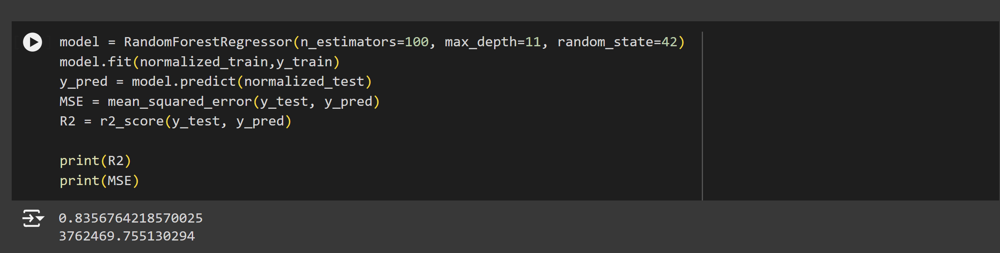 model = RandomForestRegressor(n_estimators=100, max_depth=11, random_state=42)
model.fit(normalized_train,y_train)
y_pred = model.predict(normalized_test)
MSE = mean_squared_error(y_test, y_pred)
R2 = r2_score(y_test, y_pred)
print(R2)
print(MSE)
0.8356764218570025
3762469.755130294